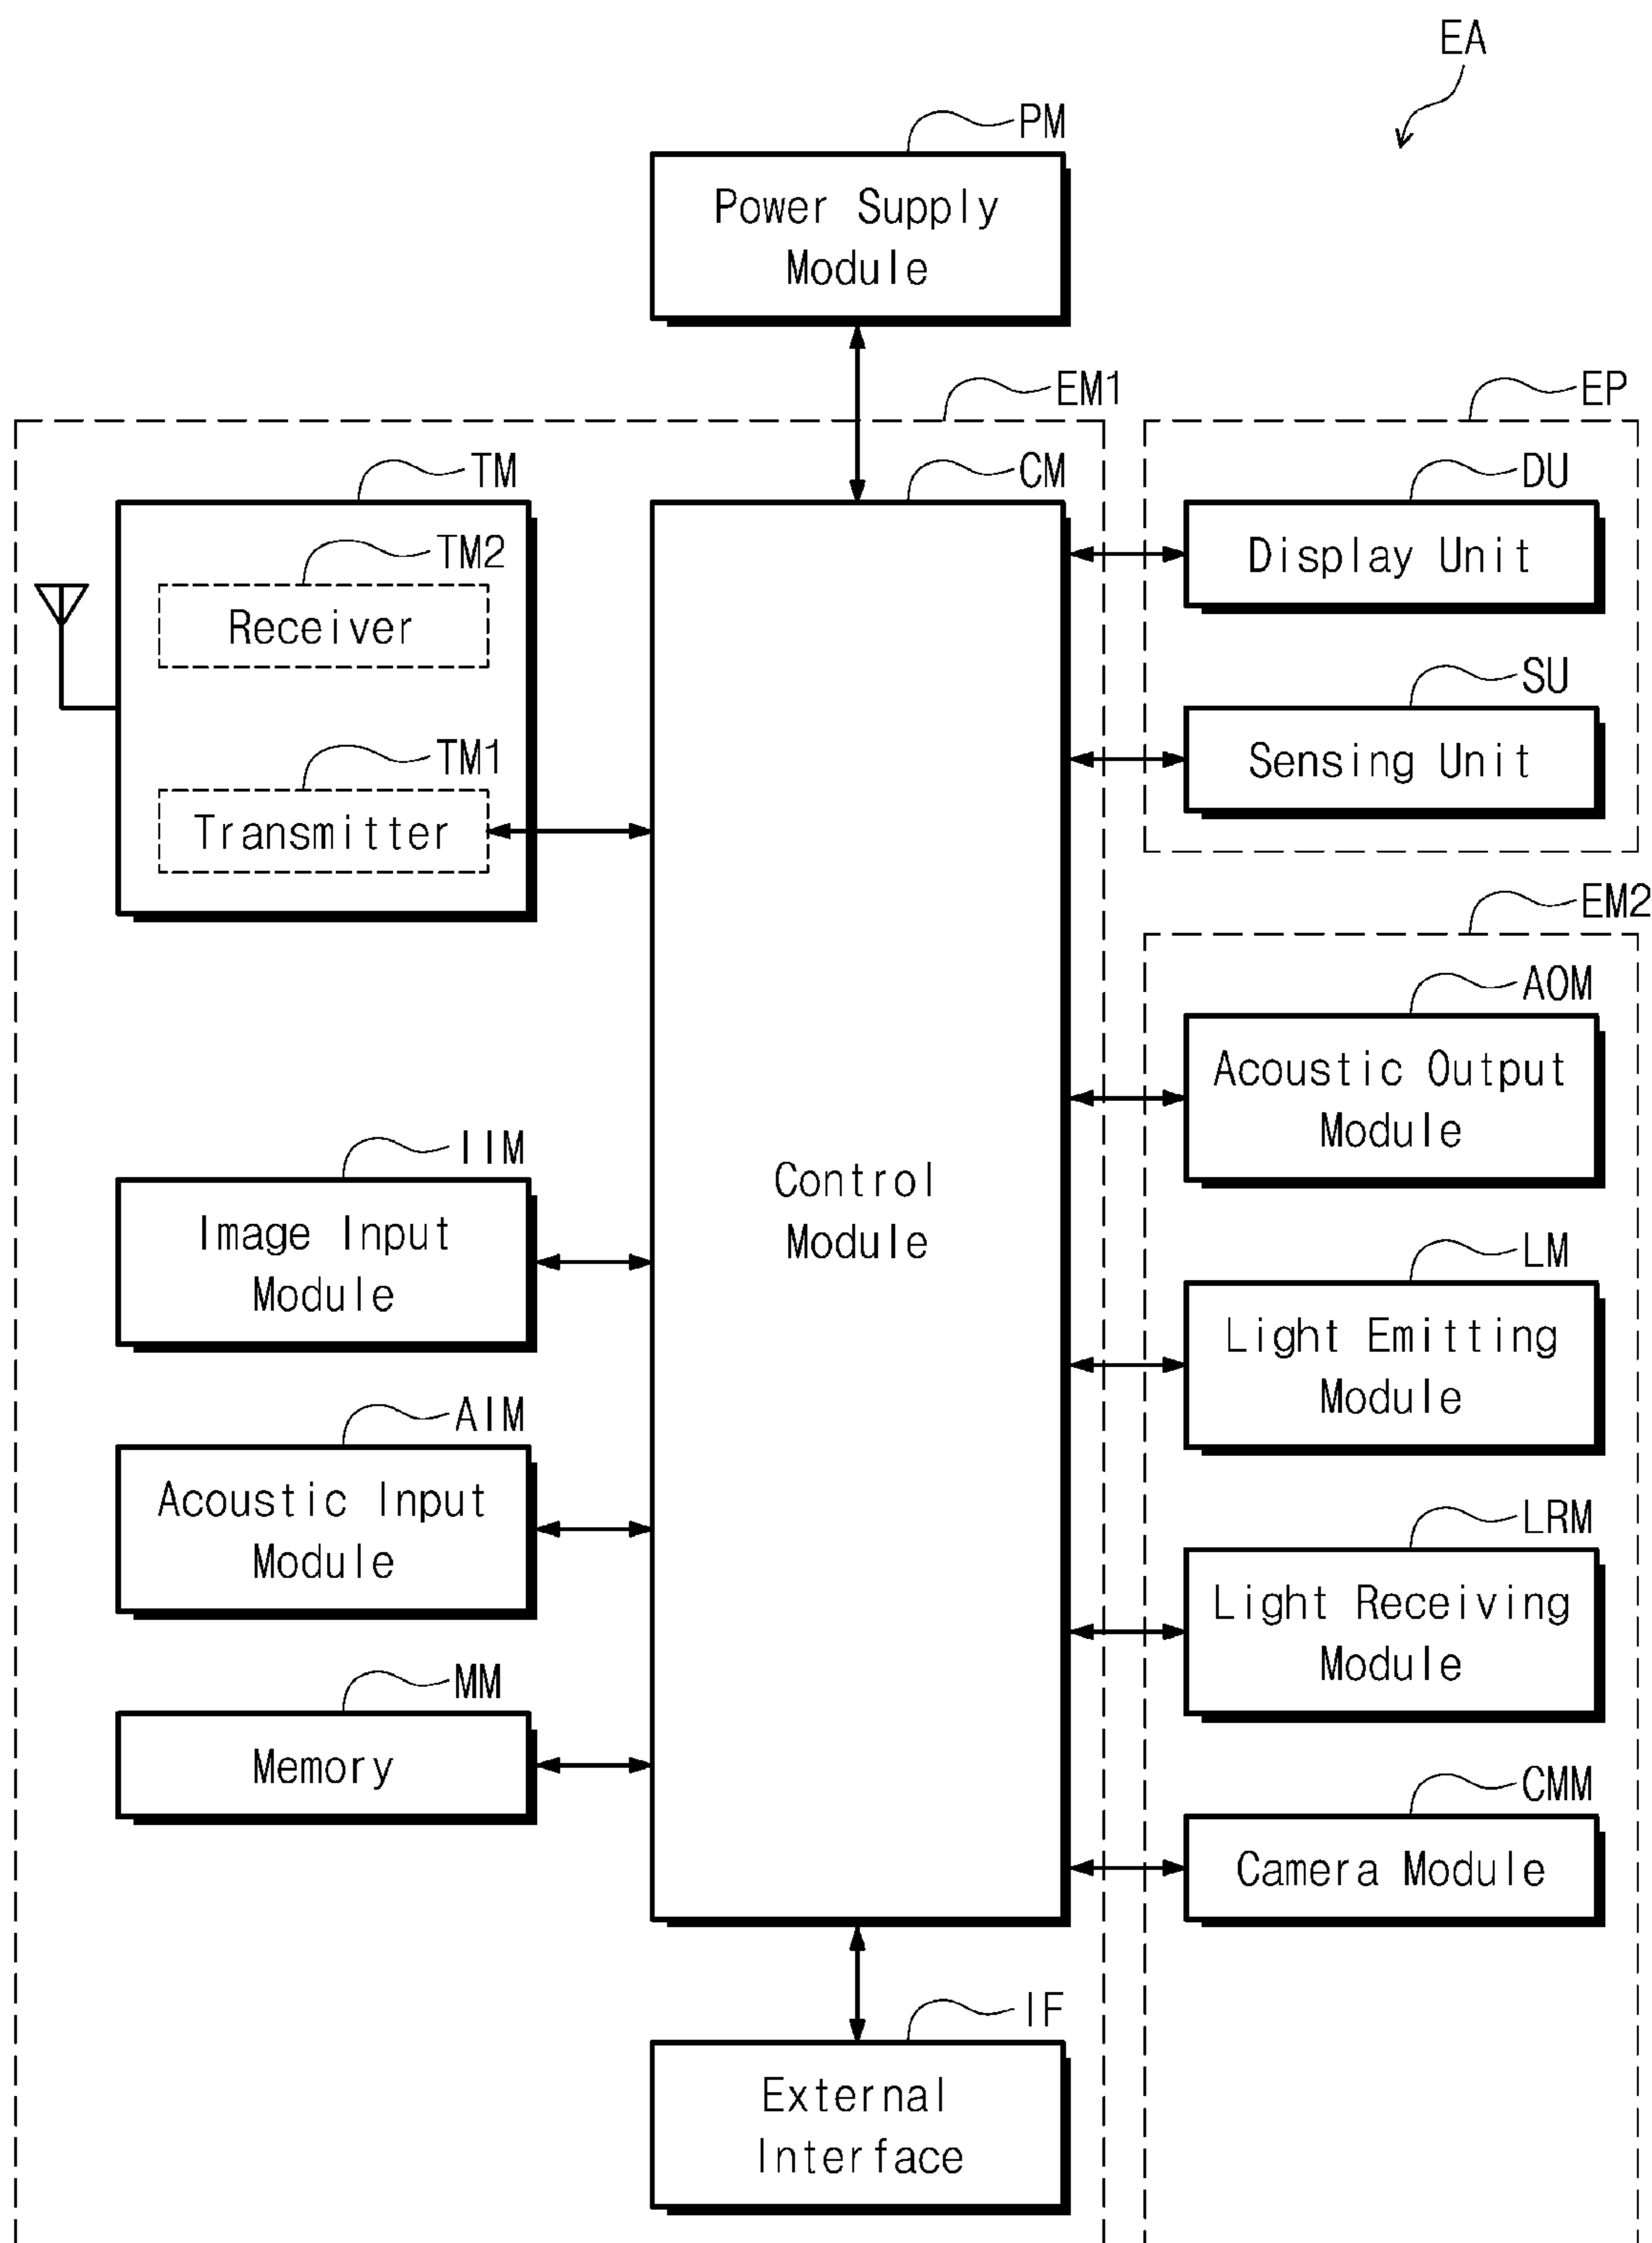 EA
PM
Power Supply
Module
EM1
EP
TM
CM
DU
Display Unit
TM2
Receiver
SU
Sensing Unit
TM1
Transmitter
EM2
AOM
Acoustic Output
Module
IIM
Image Input
Module
Control
Module
LM
Light Emitting
Module
AIM
Acoustic Input
Module
LRM
Light Receiving
Module
MM
Memory
CMM
Camera Module
IF
External
Interface